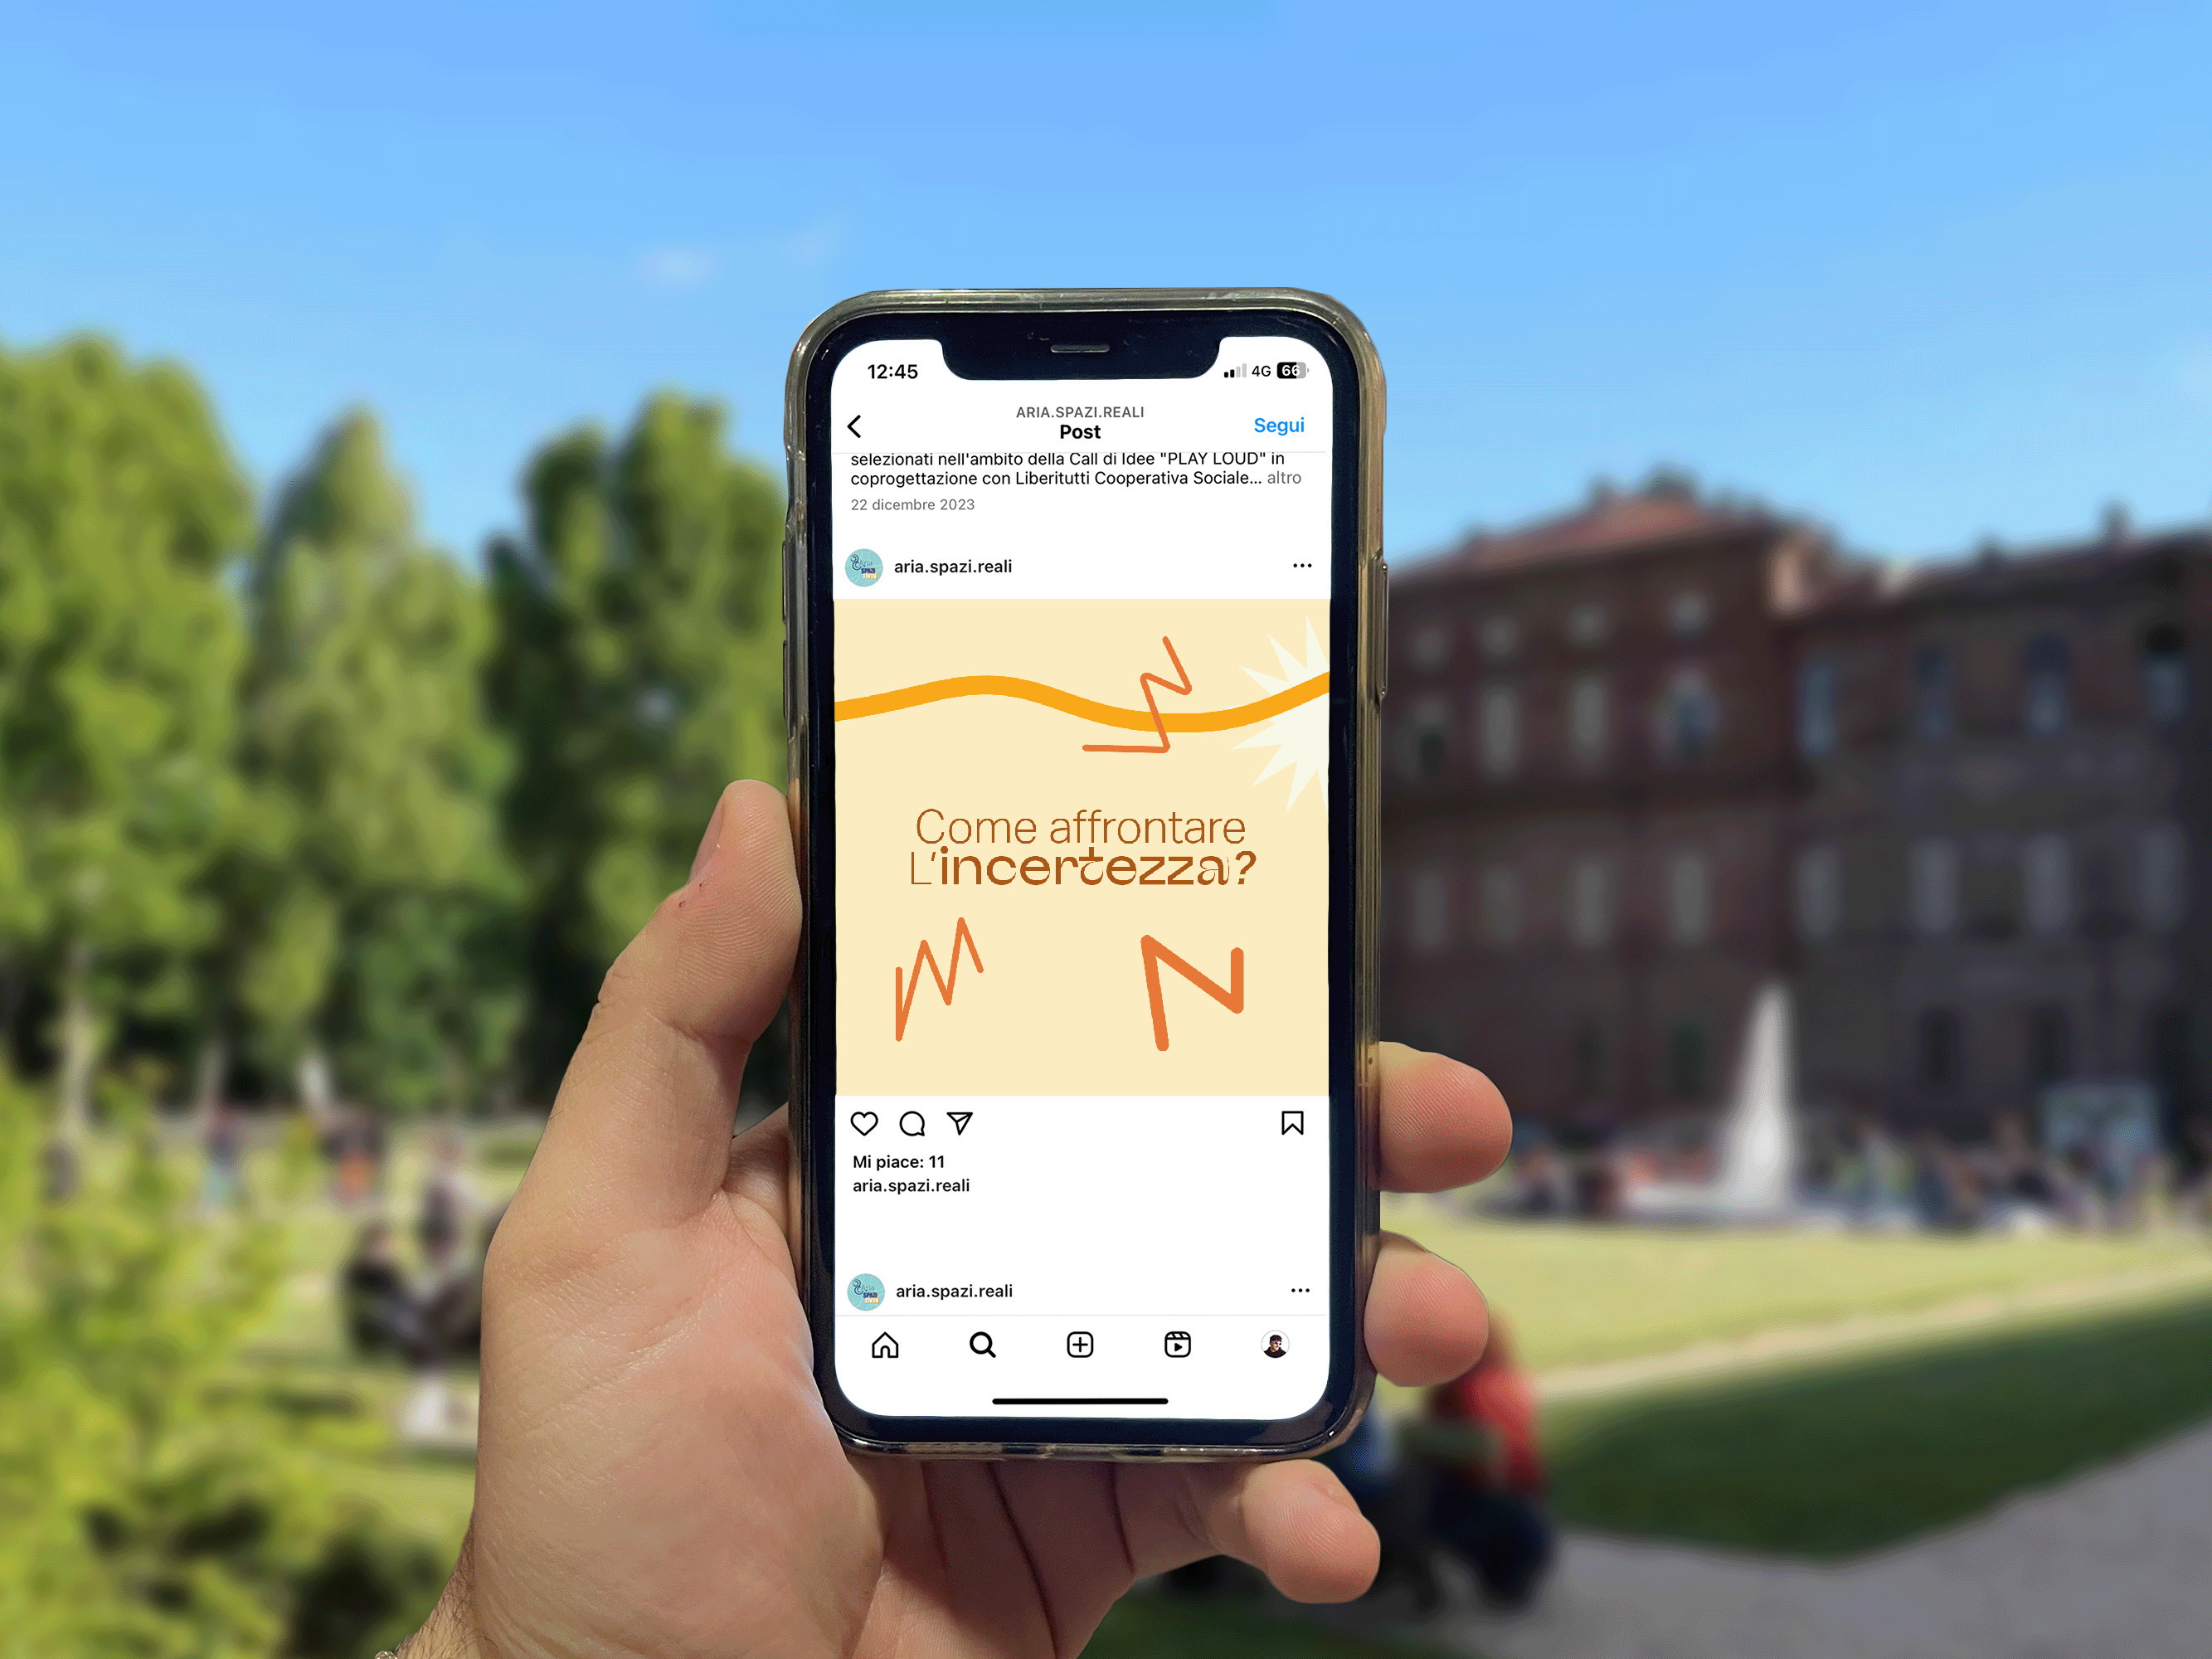 12:45
4G 66
ARIA.SPAZI.REALI
Post
Segui
selezionati nell'ambito della Call di Idee "PLAY LOUD" in
coprogettazione con Liberitutti Cooperativa Sociale... altro
22 dicembre 2023
aria.spazi.reali
Come affrontare
L'incertezza?
Mi piace: 11
aria.spazi.reali
aria.spazi.reali